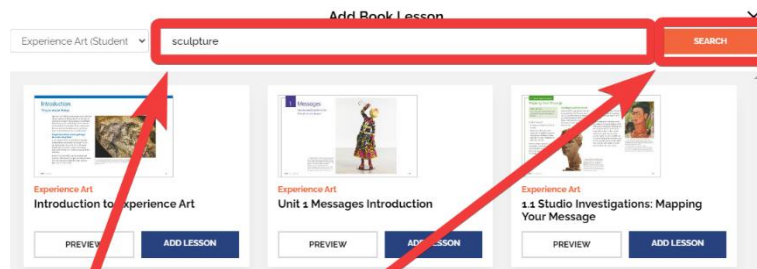 Add Book Lesson
Experience Art (Student
sculpture
SEARCH
Introduction
1 Messages
Experience Art
Introduction to Experience Art
PREVIEW
ADD LESSON
Experience Art
Unit 1 Messages Introduction
PREVIEW
ADD LESSON
Experience Art
1.1 Studio Investigations: Mapping
Your Message
PREVIEW
ADD LESSON